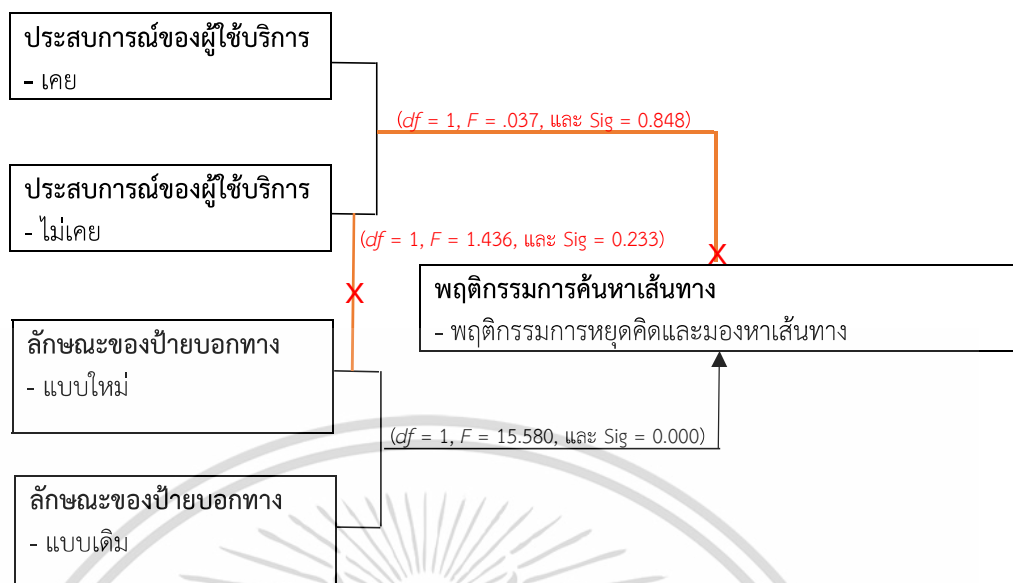 ประสบการณ์ของผู้ใช้บริการ
- เคย
(df = 1, F = .037, และ Sig = 0.848)
ประสบการณ์ของผู้ใช้บริการ
- ไม่เคย
(df = 1, F = 1.436, และ Sig = 0.233)
X
X
พฤติกรรมการค้นหาเส้นทาง
- พฤติกรรมการหยุดคิดและมองหาเส้นทาง
ลักษณะของป้ายบอกทาง
- แบบใหม่
(df = 1, F = 15.580, และ Sig = 0.000)
ลักษณะของป้ายบอกทาง
- แบบเดิม